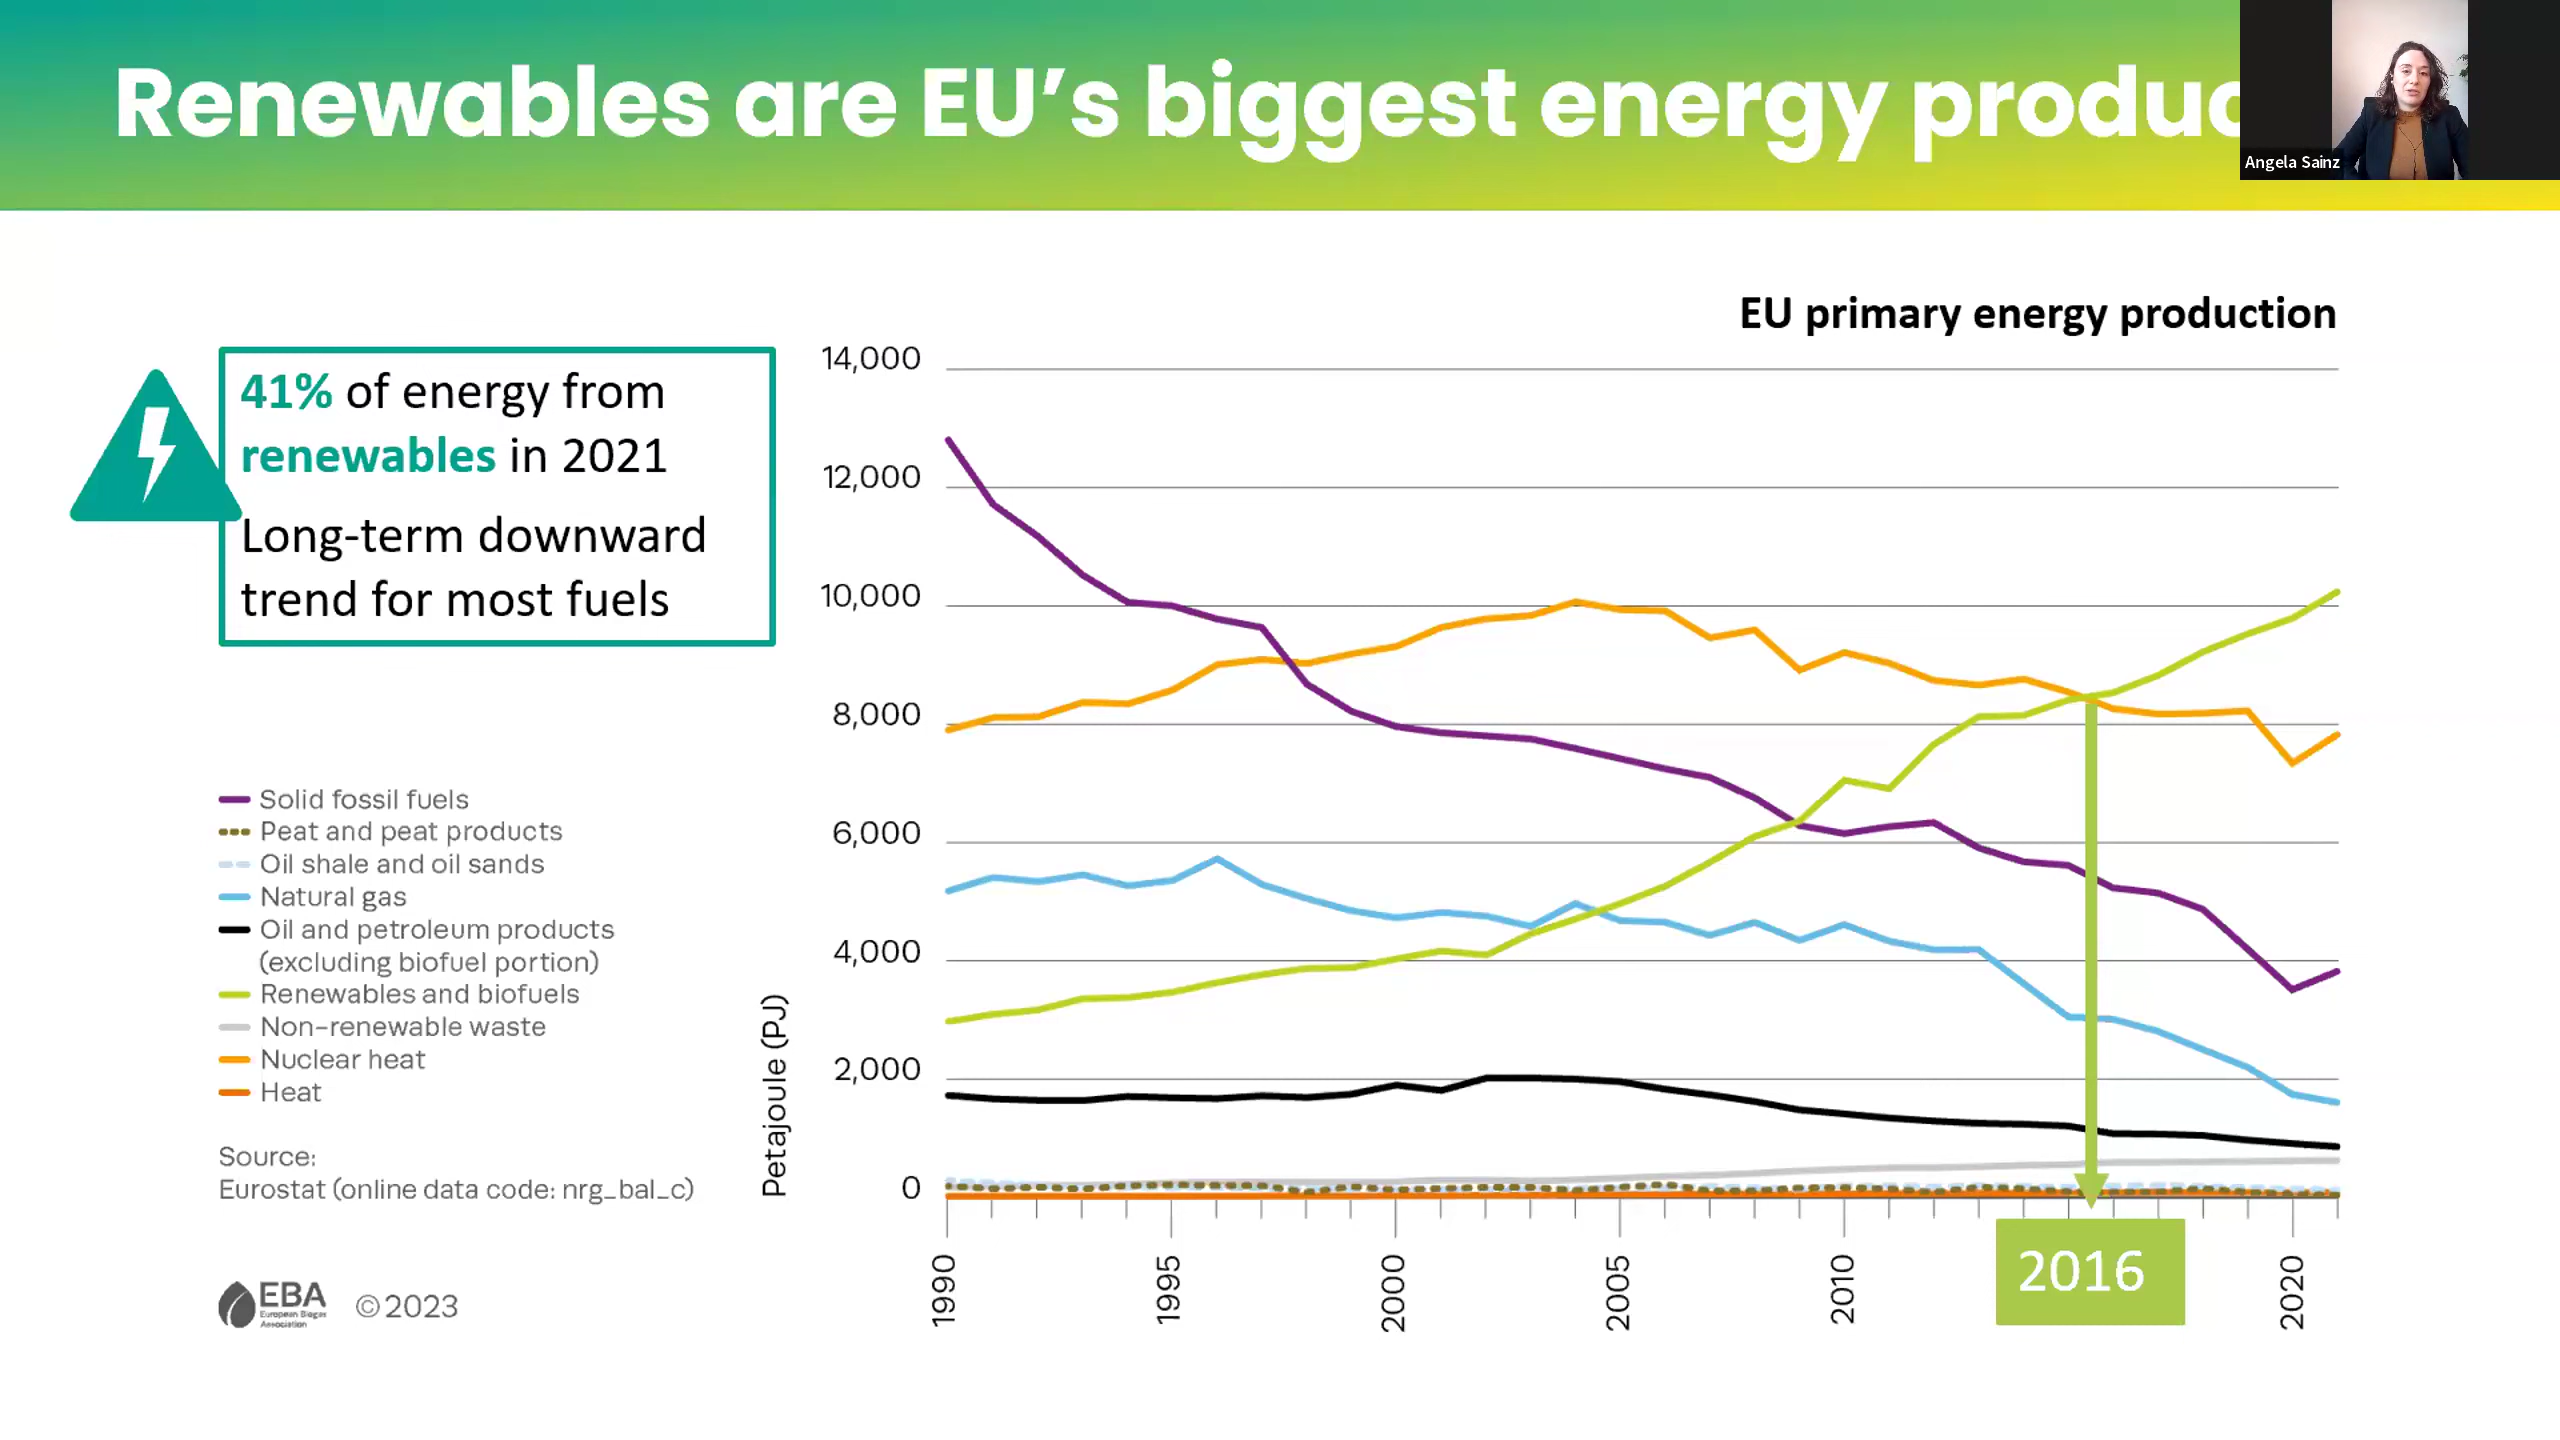 Renewables are EU's biggest energy produc
Angela Sainz
41% of energy from
renewables in 2021
Long-term downward
trend for most fuels
EU primary energy production
14,000
12,000
10,000
8,000
6,000
4,000
2,000
0
Petajoule (PJ)
Solid fossil fuels
Peat and peat products
Oil shale and oil sands
Natural gas
Oil and petroleum products
(excluding biofuel portion)
Renewables and biofuels
Non-renewable waste
Nuclear heat
Heat
Source:
Eurostat (online data code: nrg_bal_c)
1990
1995
2000
2005
2010
2016
2020
EBA
European Biogas
Association
©2023